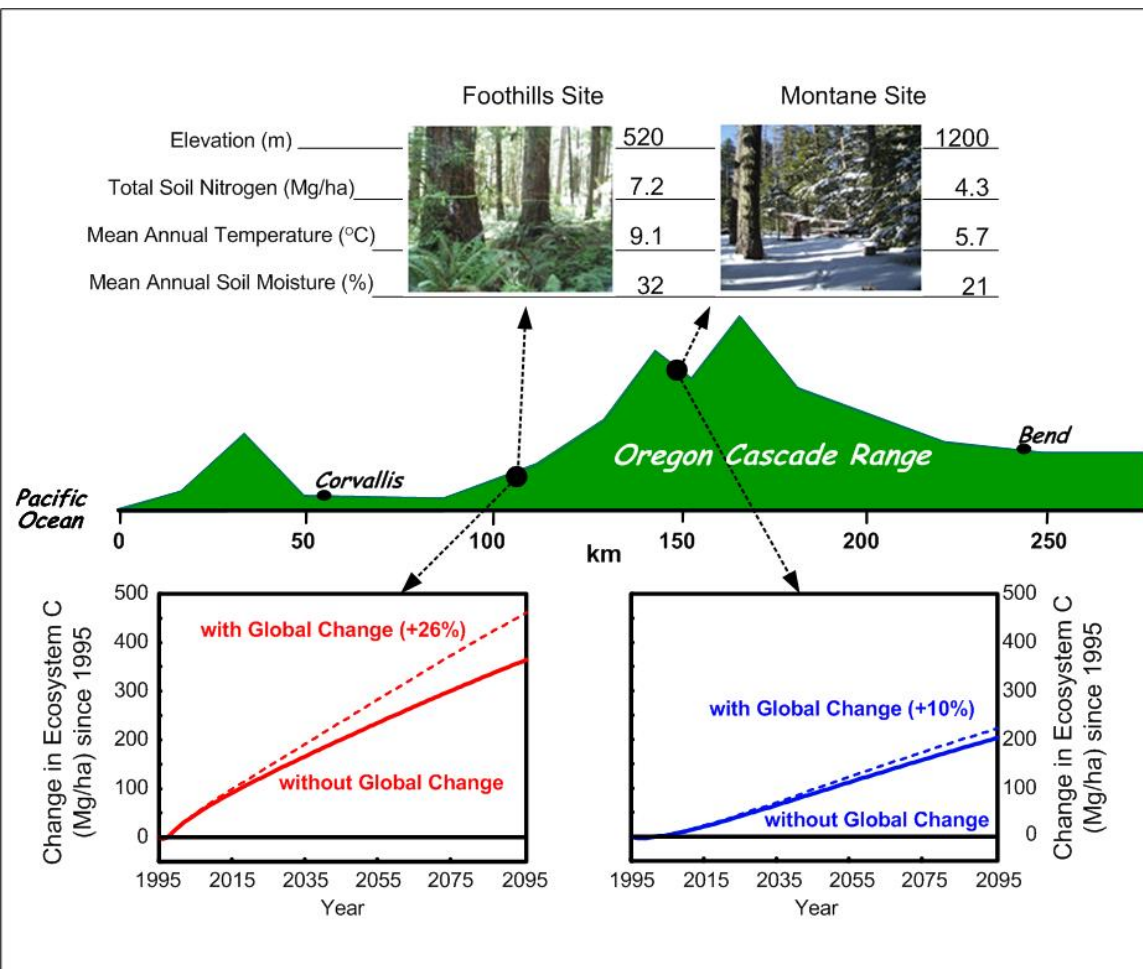 Foothills Site
Montane Site
Elevation (m)
520
1200
Total Soil Nitrogen (Mg/ha)
7.2
4.3
Mean Annual Temperature (°C)
9.1
5.7
Mean Annual Soil Moisture (%)
32
21
Oregon Cascade Range
Bend
Corvallis
Pacific
Ocean
0
50
100
150
200
250
km
500
400
300
200
100
0
Change in Ecosystem C
(Mg/ha) since 1995
with Global Change (+26%)
without Global Change
1995
2015
2035
2055
2075
2095
Year
with Global Change (+10%)
without Global Change
500
400
300
200
100
0
Change in Ecosystem C
(Mg/ha) since 1995
1995
2015
2035
2055
2075
2095
Year